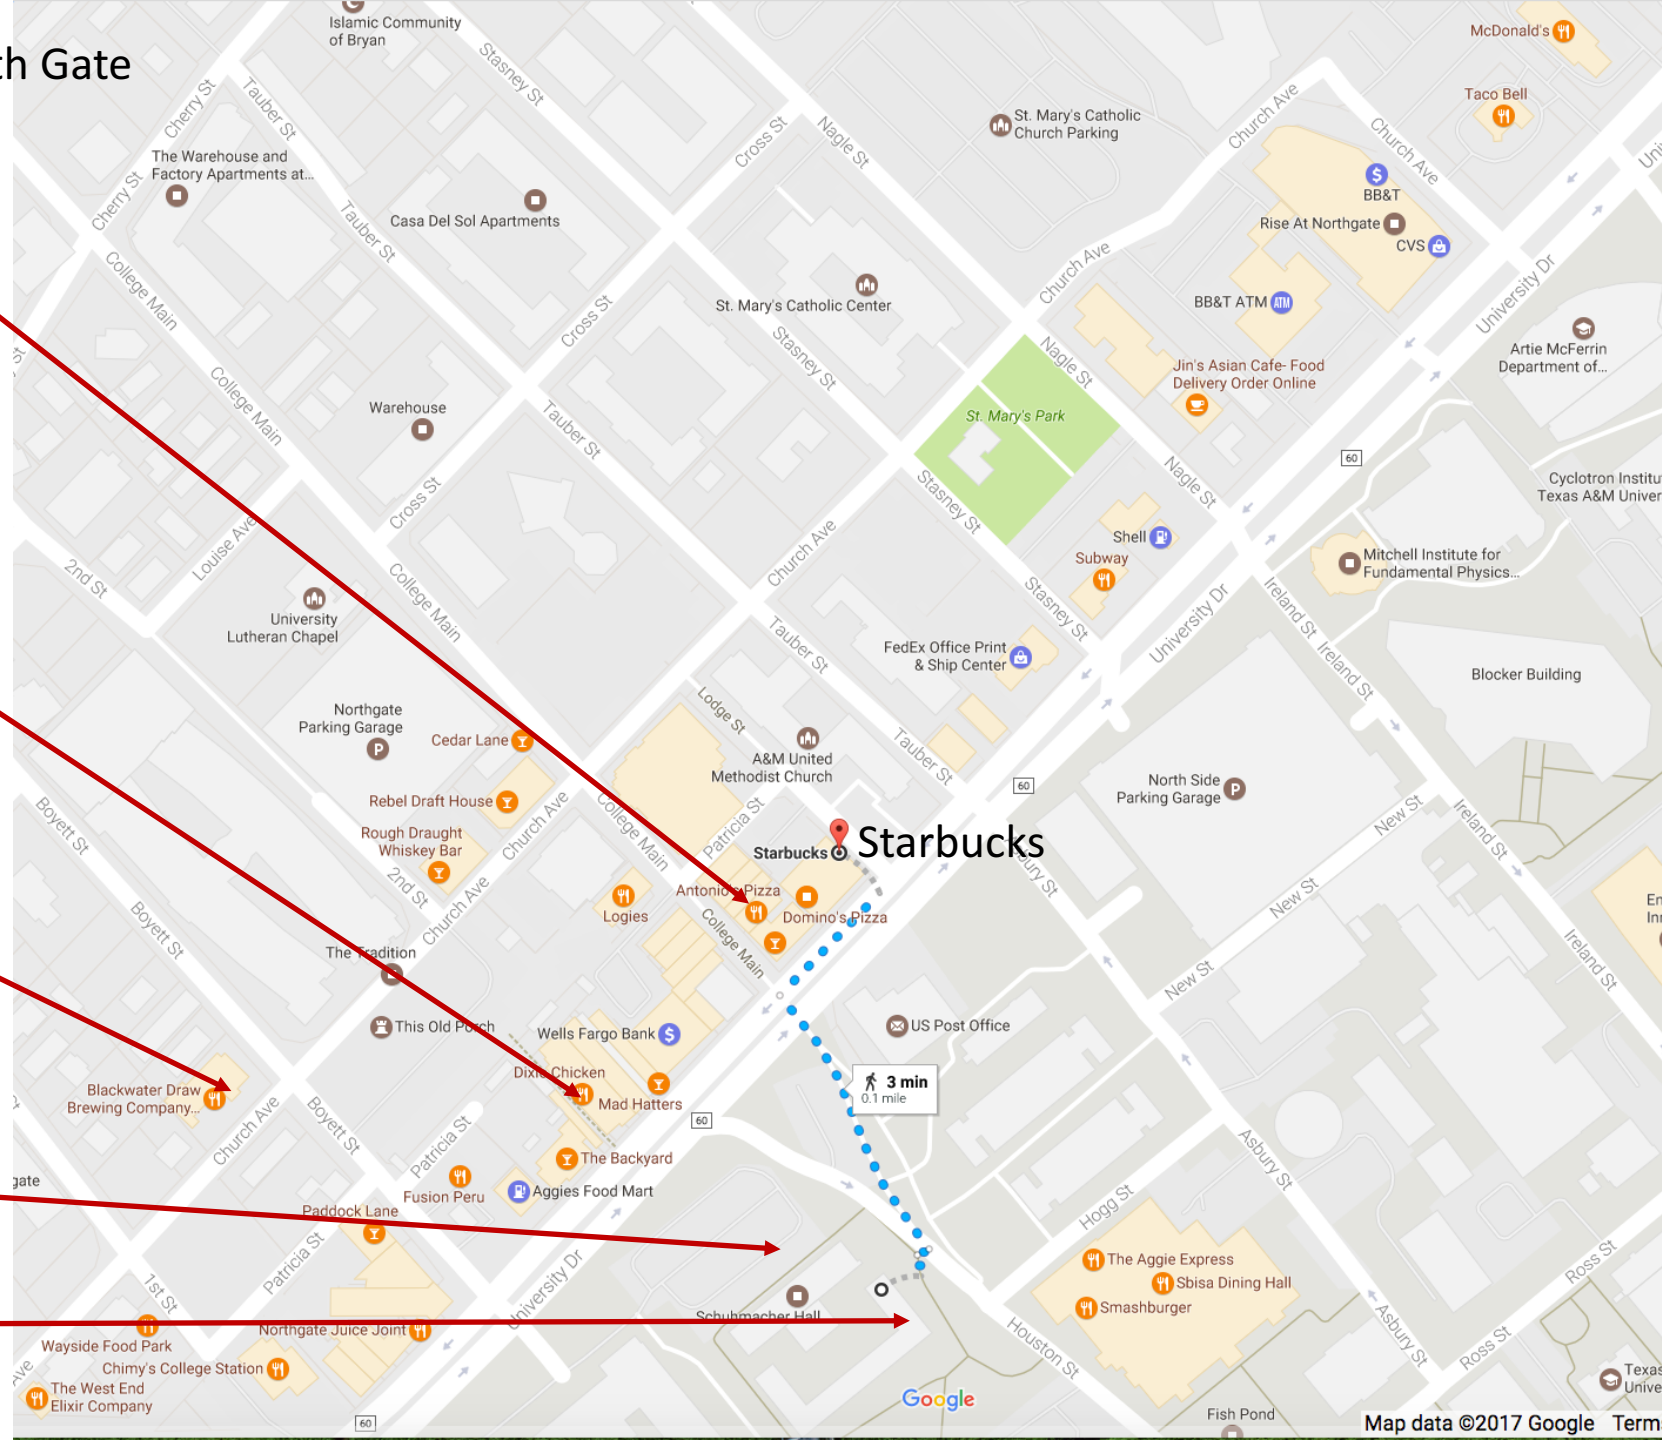 Islamic Community
of Bryan
th Gate
McDonald's
Stasney St
Cherry St
Tauber St
Taco Bell
St. Mary's Catholic
Church Parking
Church Ave
Cross St
Nagle St
Church Ave
The Warehouse and
Factory Apartments at...
BB&T
Cherry St
Tauber St
Casa Del Sol Apartments
Rise At Northgate
CVS
College Main
Church Ave
University Dr
St. Mary's Catholic Center
BB&T ATM
ATM
Cross St
Stasney St
Artie McFerrin
Department of...
Nagle St
Jin's Asian Cafe- Food
Delivery Order Online
College Main
Warehouse
Tauber St
St. Mary's Park
60
Cross St
Stasney St
Nagle St
Louise Ave
Church Ave
Shell
Subway
2nd St
College Main
Mitchell Institute for
Fundamental Physics...
University
Lutheran Chapel
Stasney St
University Dr
Ireland St
Tauber St
FedEx Office Print
& Ship Center
Ireland St
Blocker Building
Northgate
Parking Garage
P
Lodge St
Cedar Lane
A&M United
Methodist Church
Tauber St
60
North Side
Parking Garage
P
Rebel Draft House
Church Ave
College Main
Patricia St
New St
Ireland St
Rough Draught
Whiskey Bar
Starbucks
Starbucks
2nd St
Boyett St
Antonio's Pizza
Domino's Pizza
Logies
College Main
New St
Church Ave
Boyett St
The Tradition
New St
Ireland St
This Old Porch
Wells Fargo Bank
US Post Office
Dixie Chicken
Mad Hatters
3 min
0.1 mile
Blackwater Draw
Brewing Company...
Church Ave
Boyett St
Patricia St
60
The Backyard
Asbury St
gate
Fusion Peru
Aggies Food Mart
Paddock Lane
Hogg St
Patricia St
University Dr
The Aggie Express
Sbisa Dining Hall
Smashburger
Ross St
1st St
Schuhmacher Hall
Northgate Juice Joint
Wayside Food Park
Houston St
Asbury St
Ross St
Chimy's College Station
The West End
Elixir Company
Google
60
Fish Pond
Map data ©2017 Google